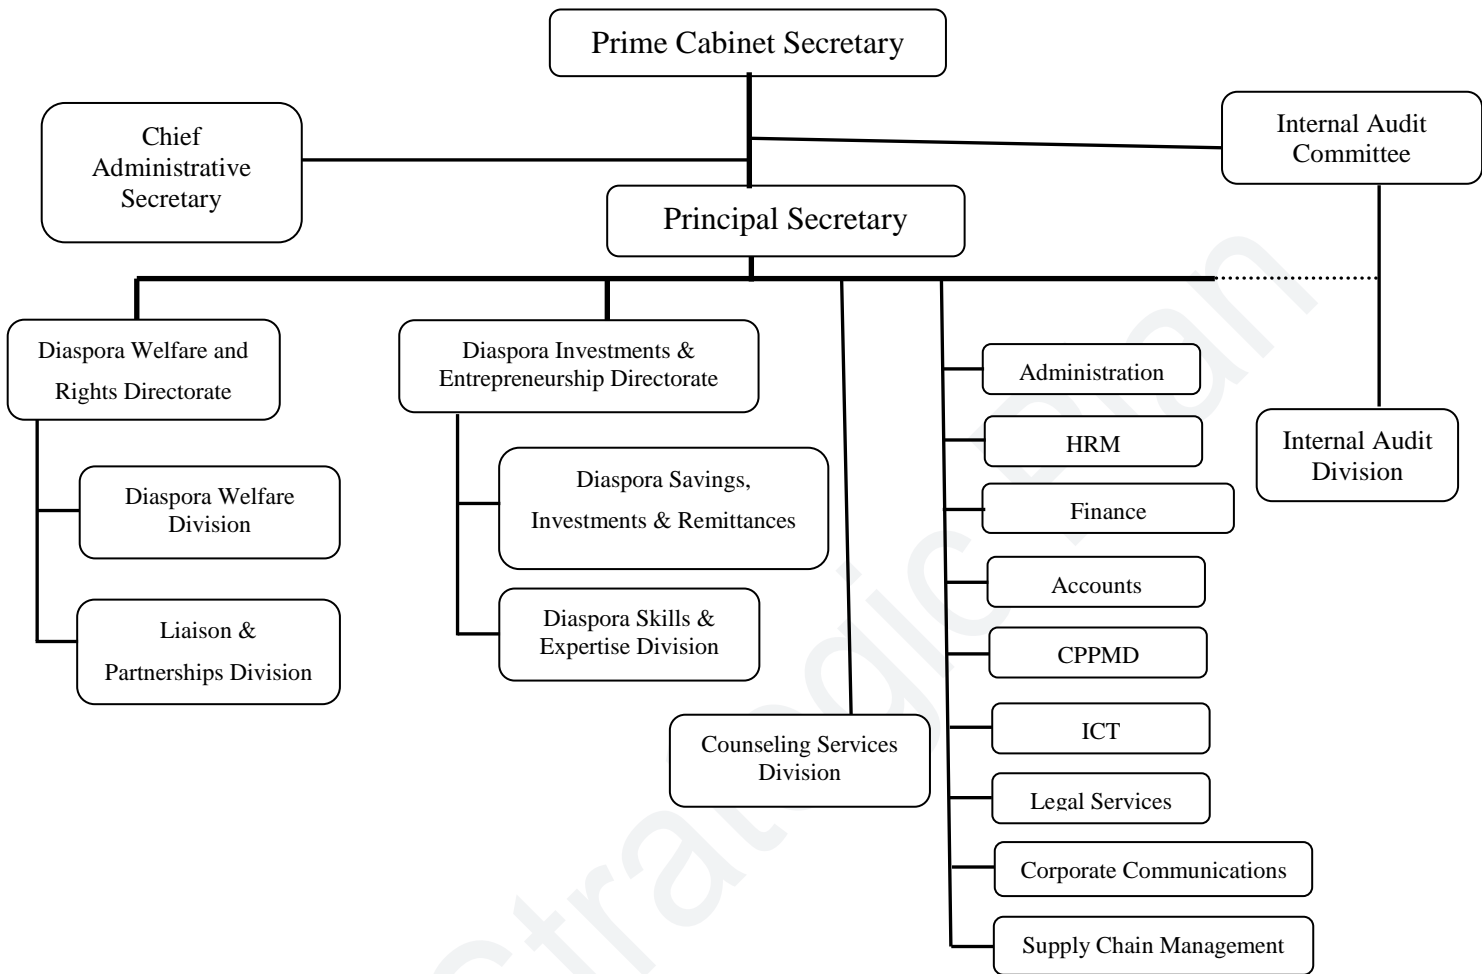 Prime Cabinet Secretary
Chief
Administrative
Secretary
Internal Audit
Committee
Principal Secretary
Diaspora Welfare and
Rights Directorate
Diaspora Investments &
Entrepreneurship Directorate
Diaspora Welfare
Division
Liaison &
Partnerships Division
Diaspora Savings,
Investments & Remittances
Diaspora Skills &
Expertise Division
Counseling Services
Division
Administration
HRM
Finance
Accounts
CPPMD
ICT
Legal Services
Corporate Communications
Supply Chain Management
Internal Audit
Division
Strategic Plan